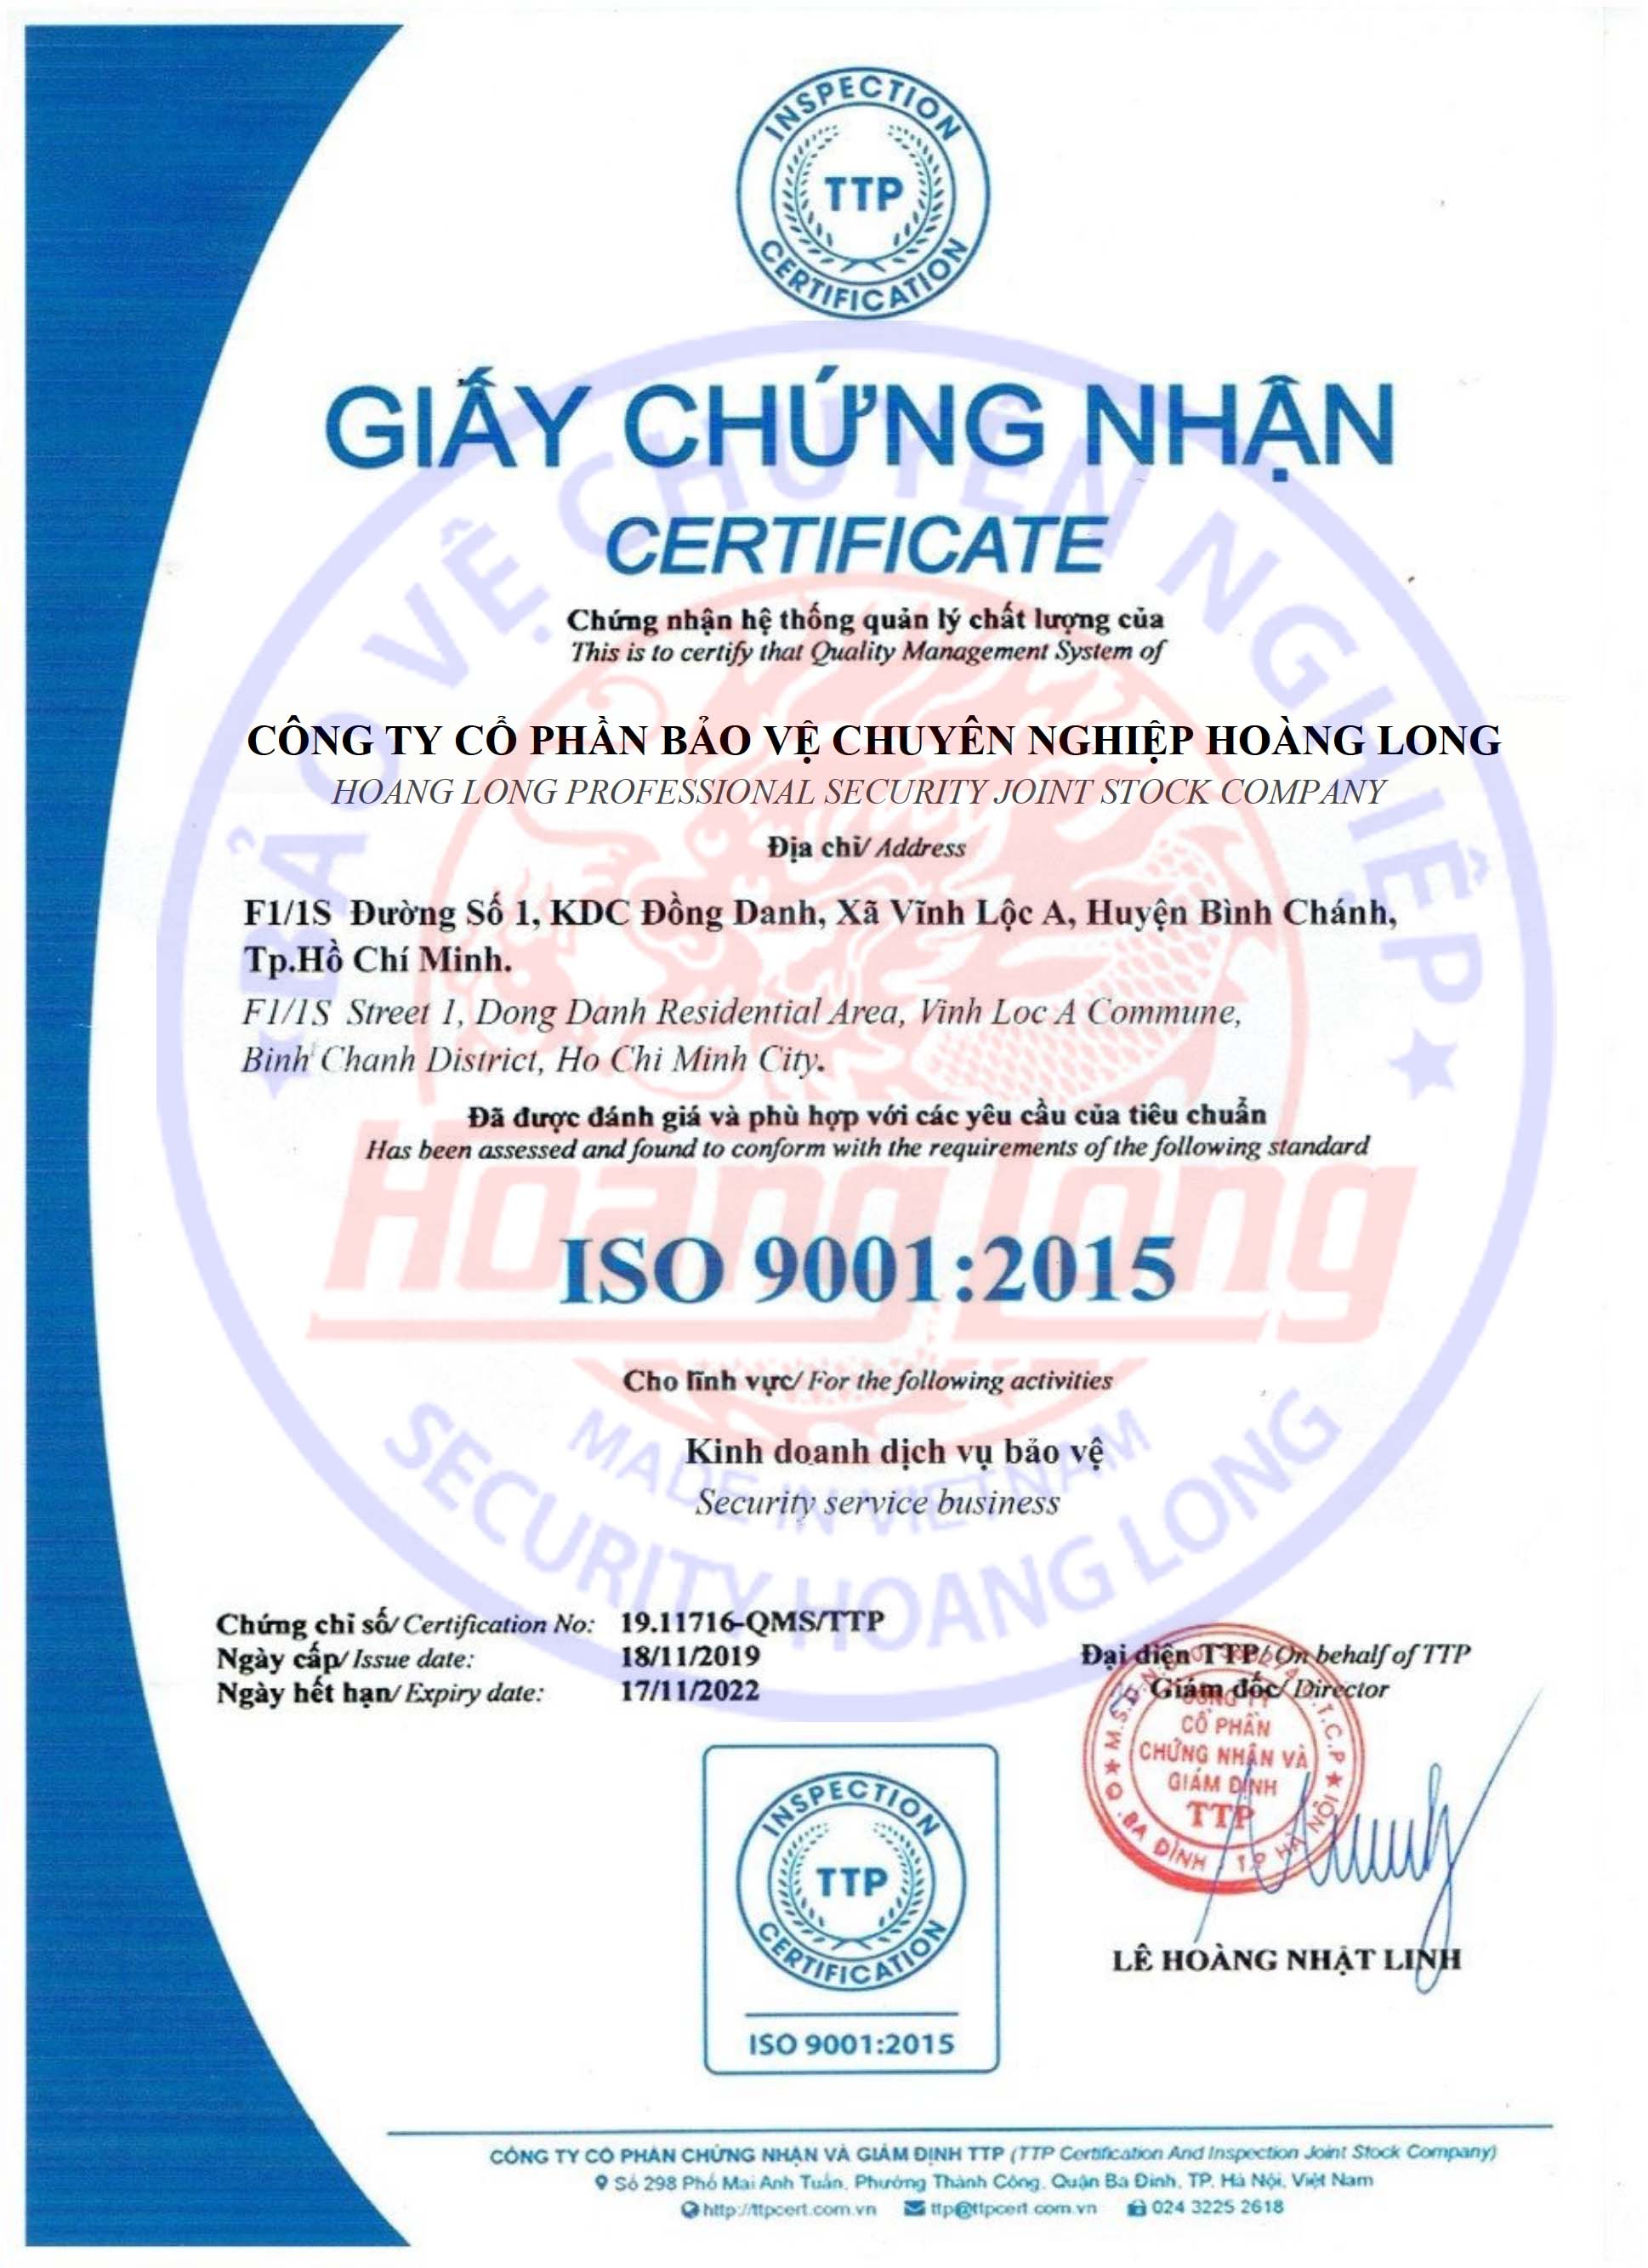 INSPECTION
TTP
CERTIFICATION
GIẤY CHỨNG NHẬN
CERTIFICATE
Chứng nhận hệ thống quản lý chất lượng của
This is to certify that Quality Management System of
CÔNG TY CỔ PHẦN BẢO VỆ CHUYÊN NGHIỆP HOÀNG LONG
HOANG LONG PROFESSIONAL SECURITY JOINT STOCK COMPANY
Địa chỉ/ Address
F1/1S Đường Số 1, KDC Đồng Danh, Xã Vĩnh Lộc A, Huyện Bình Chánh,
Tp.Hồ Chí Minh.
F1/1S Street 1, Dong Danh Residential Area, Vinh Loc A Commune,
Binh Chanh District, Ho Chi Minh City.
Đã được đánh giá và phù hợp với các yêu cầu của tiêu chuẩn
Has been assessed and found to conform with the requirements of the following standard
ISO 9001:2015
Cho lĩnh vực/ For the following activities
Kinh doanh dịch vụ bảo vệ
Security service business
BẢO VỆ CHUYÊN NGHIỆP
Hoàng Long
MADE IN VIETNAM
SECURITY HOANG LONG
Chứng chỉ số/ Certification No: 19.11716-QMS/TTP
Ngày cấp/ Issue date: 18/11/2019
Ngày hết hạn/ Expiry date: 17/11/2022
Đại diện TTP/ On behalf of TTP
Giám đốc/ Director
CÔNG TY
CỔ PHẦN
CHỨNG NHẬN VÀ
GIÁM ĐỊNH
TTP
Q. BA ĐÌNH - T.P HÀ NỘI
LÊ HOÀNG NHẬT LINH
INSPECTION
TTP
CERTIFICATION
ISO 9001:2015
CÔNG TY CỔ PHẦN CHỨNG NHẬN VÀ GIÁM ĐỊNH TTP (TTP Certification And Inspection Joint Stock Company)
Số 298 Phố Mai Anh Tuấn, Phường Thành Công, Quận Ba Đình, TP. Hà Nội, Việt Nam
http://ttpcert.com.vn ttp@ttpcert.com.vn 024 3225 2618